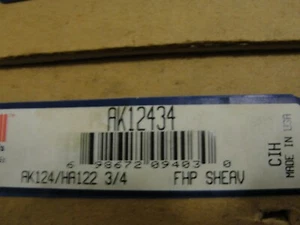 AK12434
6 98672 09403 0
AK124/HA122 3/4 FHP SHEAV
CIH
MADE IN USA